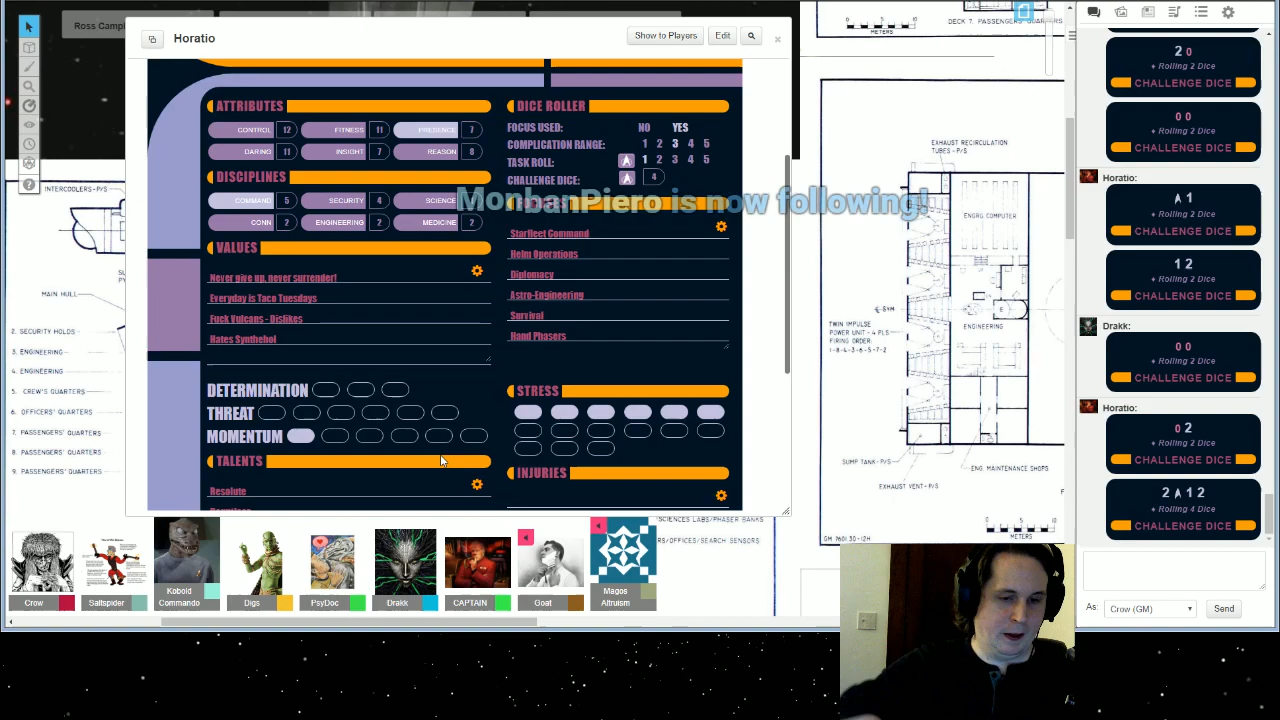 Ross Camp
Horatio
Show to Players
Edit
ATTRIBUTES
CONTROL 12
FITNESS 11
PRESENCE 7
DARING 11
INSIGHT 7
REASON 8
DISCIPLINES
COMMAND 5
SECURITY 4
SCIENCE
CONN 2
ENGINEERING 2
MEDICINE 2
VALUES
Never give up, never surrender!
Everyday is Taco Tuesdays
Fuck Vulcans - Dislikes
Hates Synthehol
DETERMINATION
THREAT
MOMENTUM
TALENTS
Resolute
DICE ROLLER
FOCUS USED: NO YES
COMPLICATION RANGE: 1 2 3 4 5
TASK ROLL: 1 2 3 4 5
CHALLENGE DICE: 4
MonbanPiero is now following!
Starfleet Command
Helm Operations
Diplomacy
Astro-Engineering
Survival
Hand Phasers
STRESS
INJURIES
INTERCOOLERS-P/S
MAIN HULL
2. SECURITY HOLDS
3. ENGINEERING
4. ENGINEERING
5. CREW'S QUARTERS
6. OFFICERS' QUARTERS
7. PASSENGERS' QUARTERS
8. PASSENGERS' QUARTERS
9. PASSENGERS' QUARTERS
SCIENCES LABS/PHASER BANKS
RS/OFFICES/SEARCH SENSORS
DECK 7. PASSENGERS' QUARTERS
METERS
EXHAUST RECIRCULATION
TUBES-P/S
ENGRG COMPUTER
SYM
TWIN IMPULSE
POWER UNIT-4 PLS
FIRING ORDER:
1-8-4-3-6-5-7-2
ENGINEERING
SUMP TANK-P/S
ENG. MAINTENANCE SHOPS
EXHAUST VENT-P/S
METERS
Crow
Saltspider
Kobold
Commando
Digs
PsyDoc
Drakk
CAPTAIN
Goat
Magos
Altruism
2 0
Rolling 2 Dice
CHALLENGE DICE
0 0
Rolling 2 Dice
CHALLENGE DICE
Horatio:
1
Rolling 2 Dice
CHALLENGE DICE
1 2
Rolling 2 Dice
CHALLENGE DICE
Drakk:
0 0
Rolling 2 Dice
CHALLENGE DICE
Horatio:
0 2
Rolling 2 Dice
CHALLENGE DICE
2 1 2
Rolling 4 Dice
CHALLENGE DICE
As:
Crow (GM)
Send